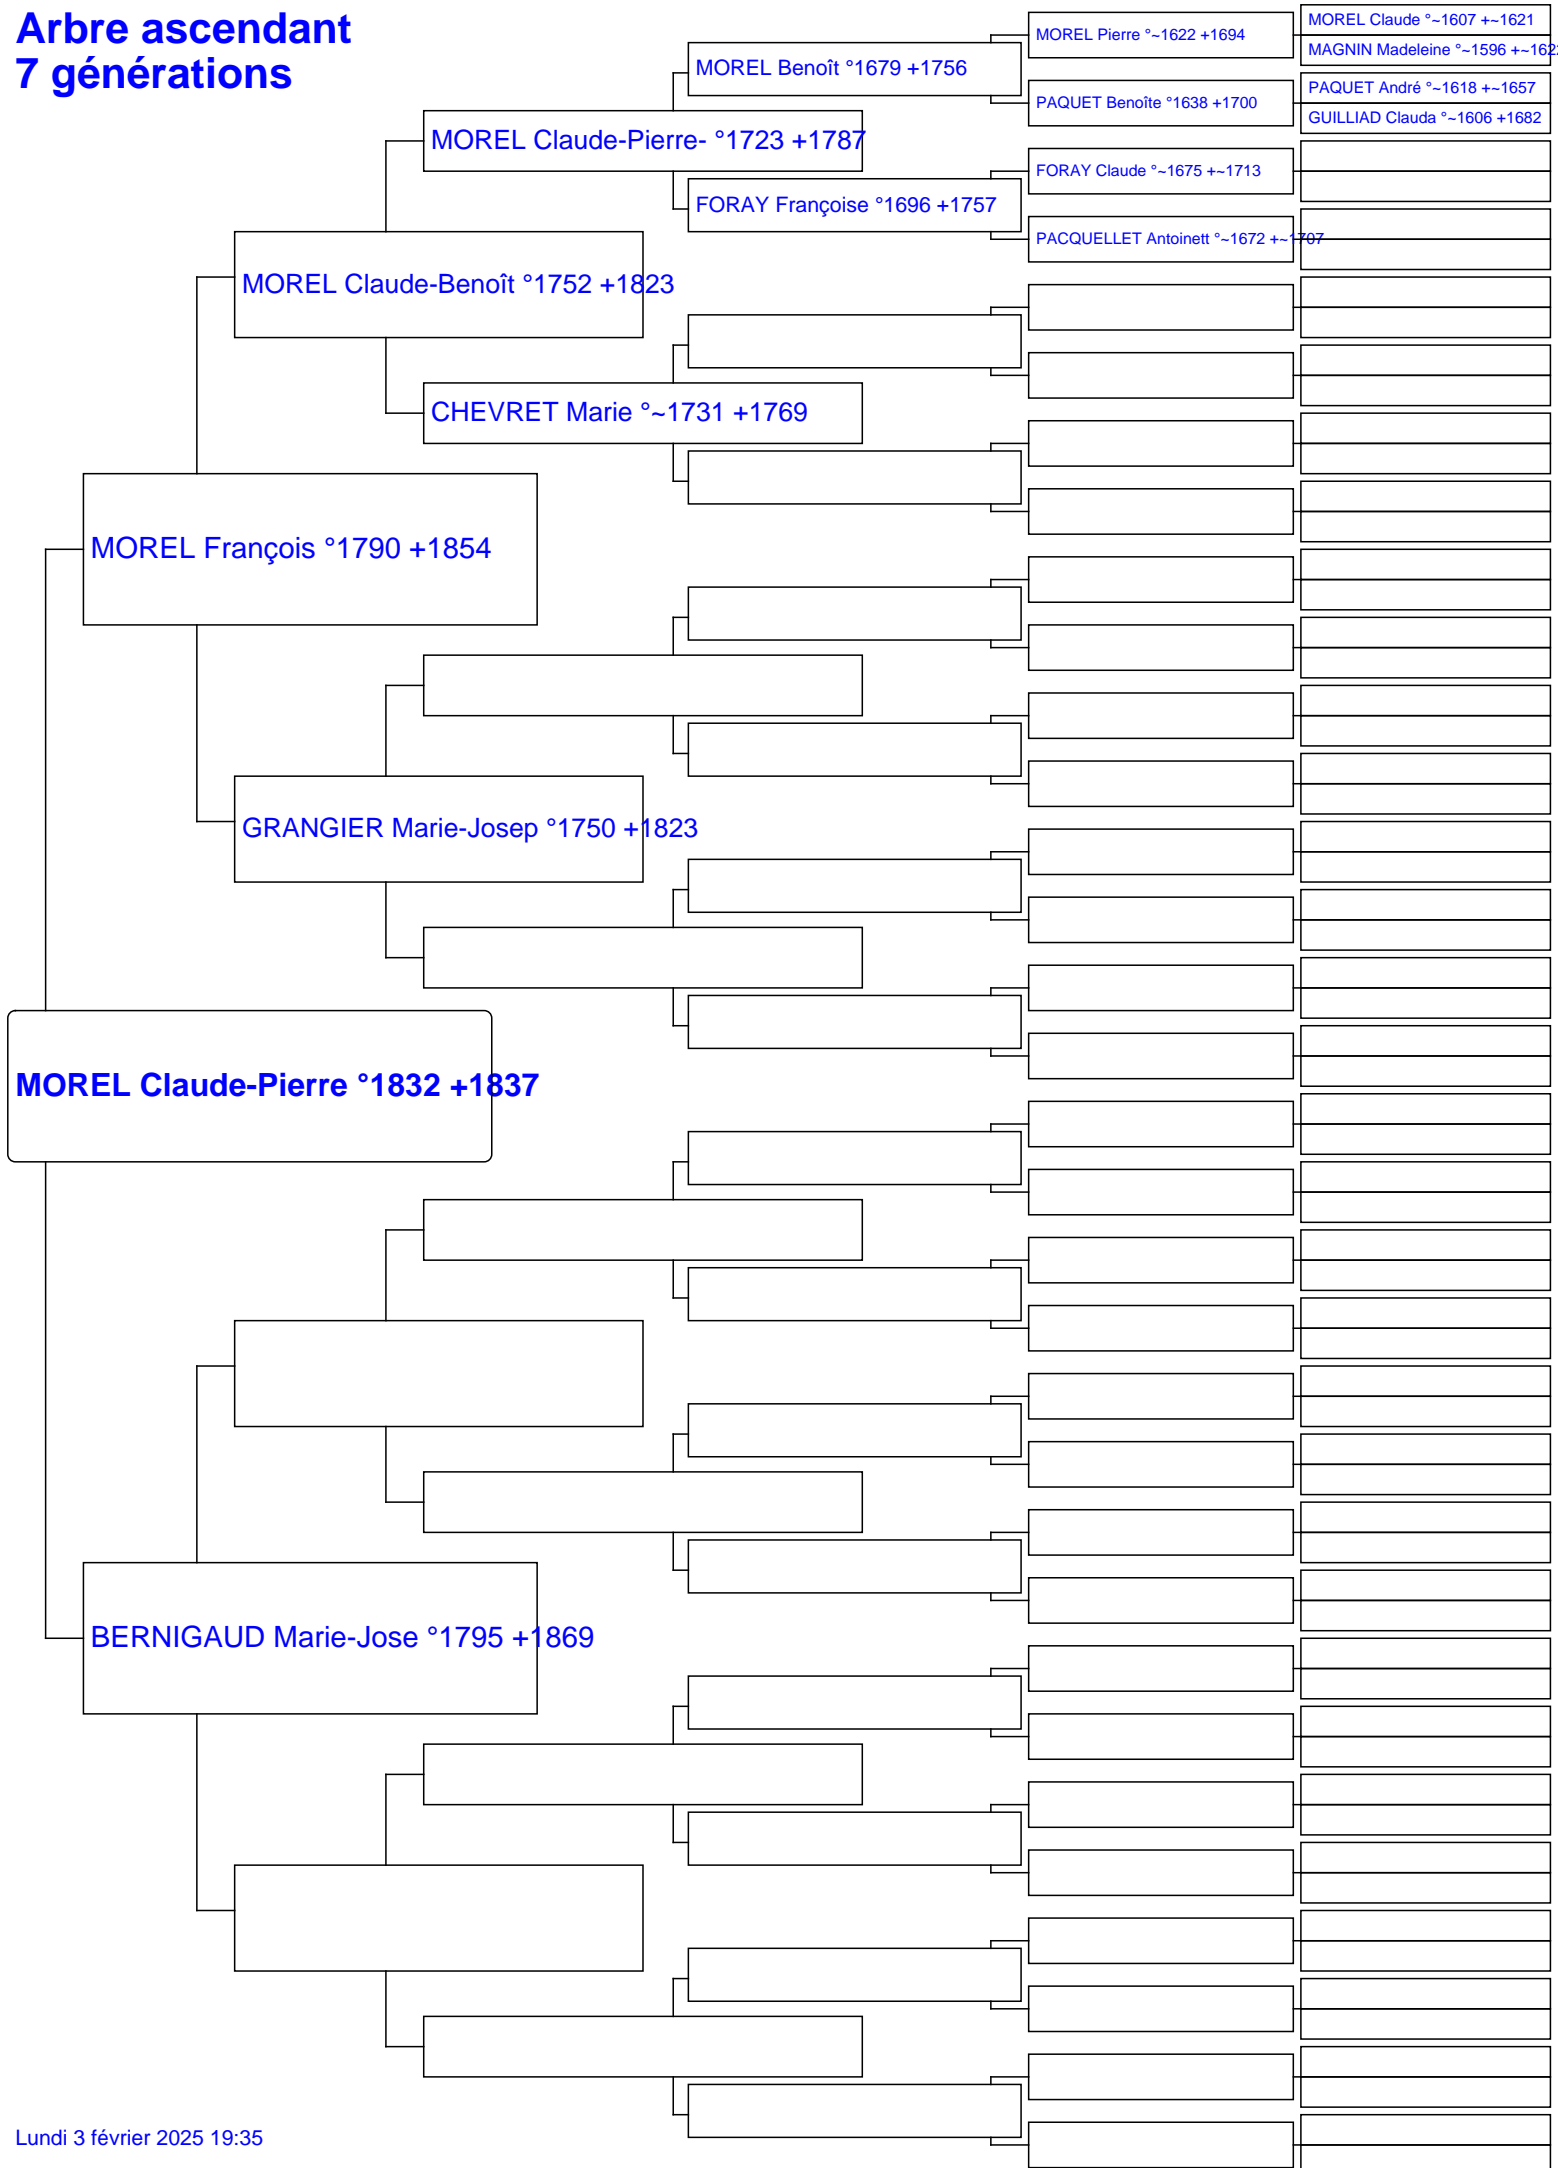 Arbre ascendant
7 générations
MOREL Claude °~1607 +~1621
MOREL Pierre °~1622 +1694
MAGNIN Madeleine °~1596 +~162
MOREL Benoît °1679 +1756
PAQUET André °~1618 +~1657
PAQUET Benoîte °1638 +1700
GUILLIAD Clauda °~1606 +1682
MOREL Claude-Pierre- °1723 +1787
FORAY Claude °~1675 +~1713
FORAY Françoise °1696 +1757
PACQUELLET Antoinett °~1672 +~1707
MOREL Claude-Benoît °1752 +1823
CHEVRET Marie °~1731 +1769
MOREL François °1790 +1854
GRANGIER Marie-Josep °1750 +1823
MOREL Claude-Pierre °1832 +1837
BERNIGAUD Marie-Jose °1795 +1869
Lundi 3 février 2025 19:35